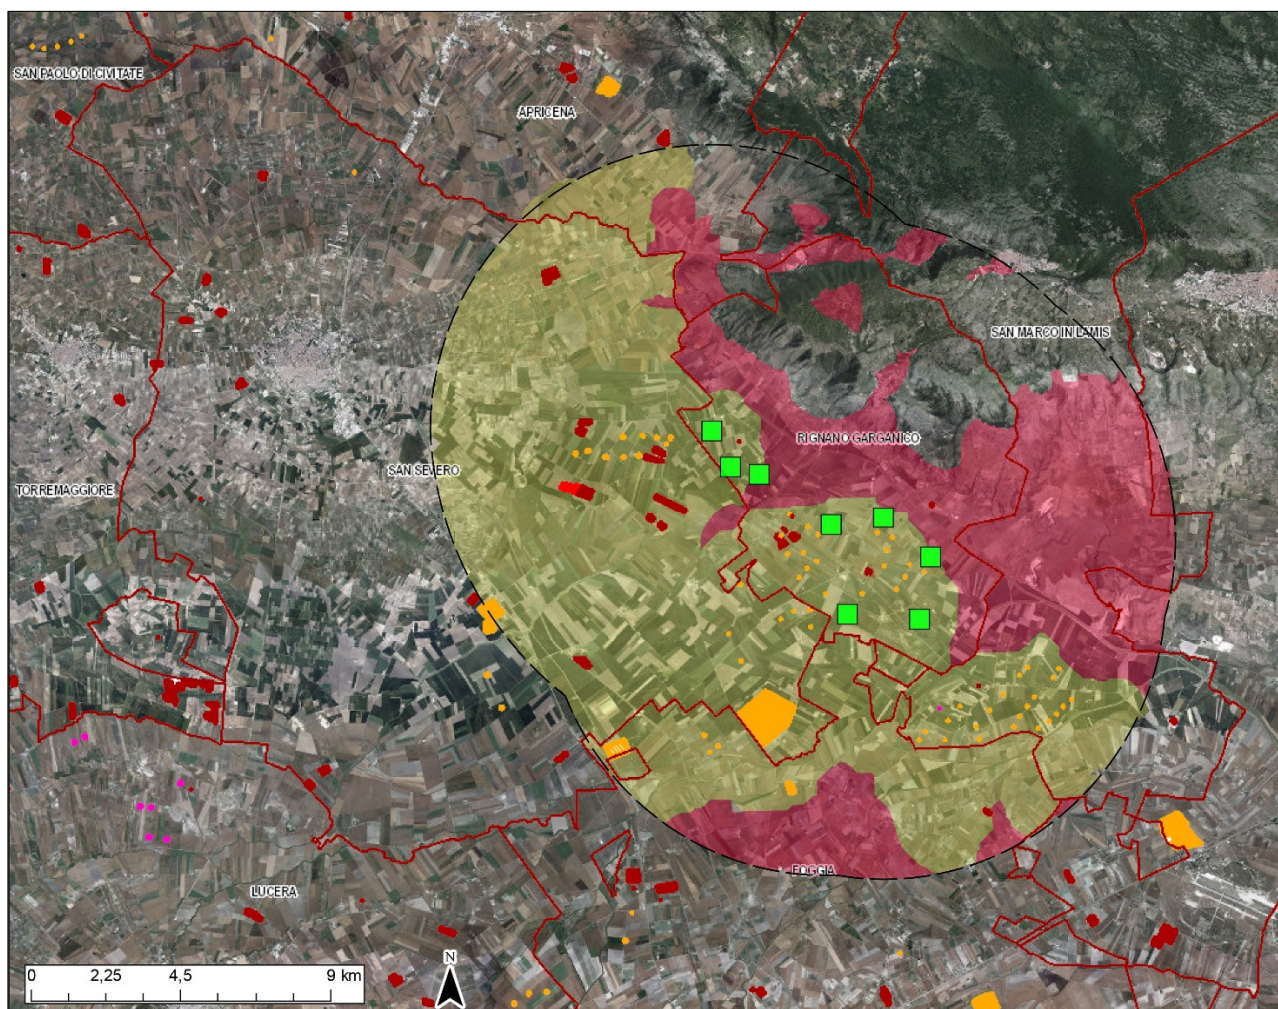 SAN PAOLO DI CIVITATE
APRICENA
SAN MARCO IN LAMIS
RIGNANO GARGANICO
SAN SEVERO
TORREMAGGIORE
FOGGIA
LUCERA
N
0 2,25 4,5 9 km